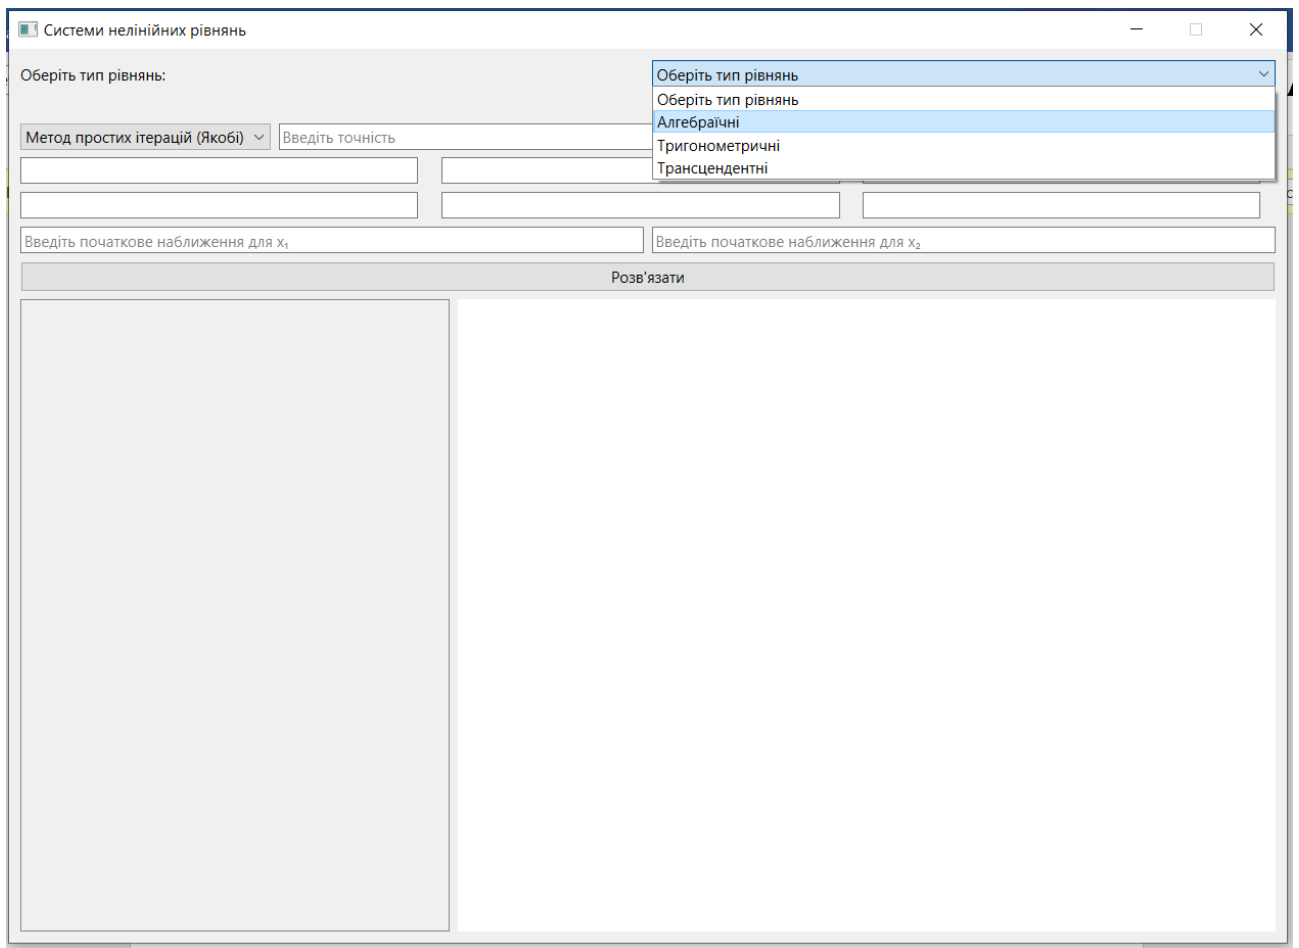 Системи нелінійних рівнянь
Оберіть тип рівнянь:
Оберіть тип рівнянь
Оберіть тип рівнянь
Алгебраїчні
Тригонометричні
Трансцендентні
Метод простих ітерацій (Якобі)
Введіть точність
Введіть початкове наближення для x₁
Введіть початкове наближення для x₂
Розв'язати